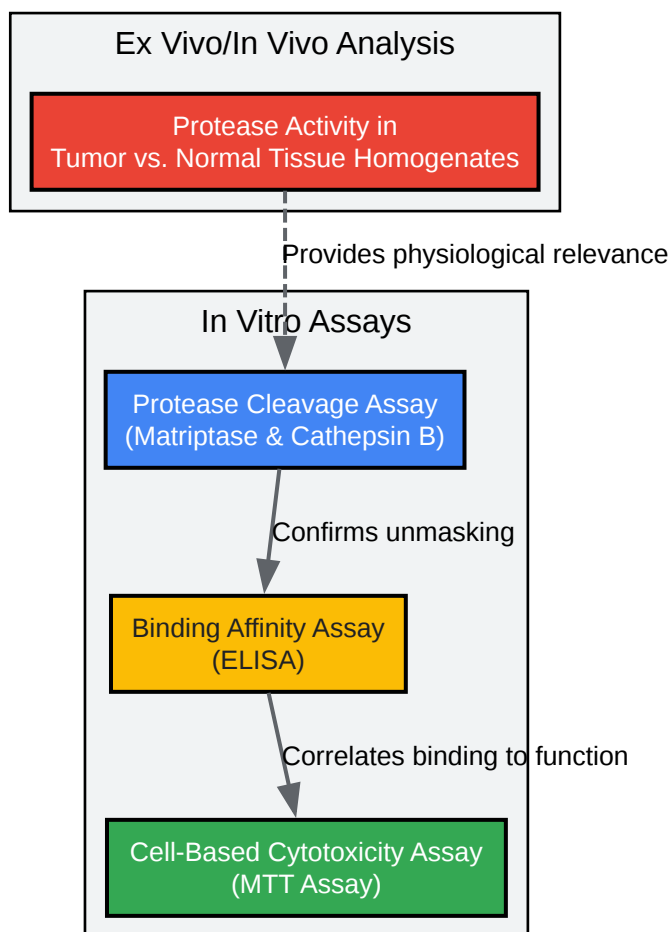 Ex Vivo/In Vivo Analysis
Protease Activity in
Tumor vs. Normal Tissue Homogenates
Provides physiological relevance
In Vitro Assays
Protease Cleavage Assay
(Matriptase & Cathepsin B)
Confirms unmasking
Binding Affinity Assay
(ELISA)
Correlates binding to function
Cell-Based Cytotoxicity Assay
(MTT Assay)